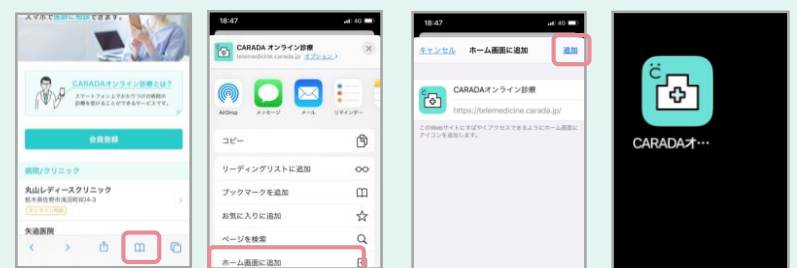 スマホで医師に相談できます。
CARADAオンライン診療とは?
スマートフォン上でかかりつけの病院の
診療を受けることができるサービスです。
会員登録
病院/クリニック
丸山レディースクリニック
栃木県佐野市浅沼町804-3
オンライン相談
矢追医院
18:47
4G
CARADA オンライン診療
telemedicine.carada.jp オプション >
AirDrop
メッセージ
メール
リマインダー
コピー
リーディングリストに追加
ブックマークを追加
お気に入りに追加
ページを検索
ホーム画面に追加
18:47
4G
キャンセル
ホーム画面に追加
追加
CARADAオンライン診療
https://telemedicine.carada.jp/
このWebサイトにすばやくアクセスできるようにホーム画面に
アイコンを追加します。
CARADAオ…